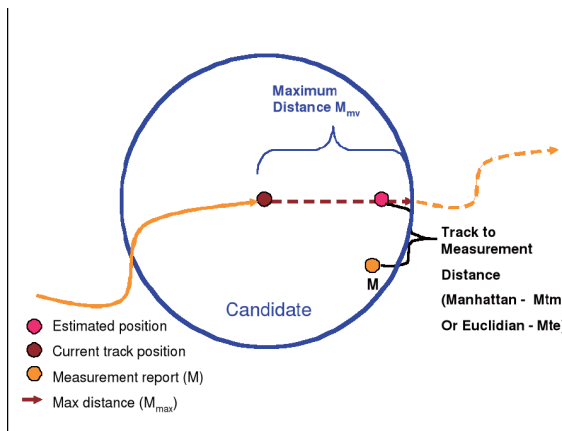 Maximum
Distance Mmv
Track to
Measurement
Distance
(Manhattan - Mtm
Or Euclidian - Mte)
M
Candidate
Estimated position
Current track position
Measurement report (M)
Max distance (Mmax)